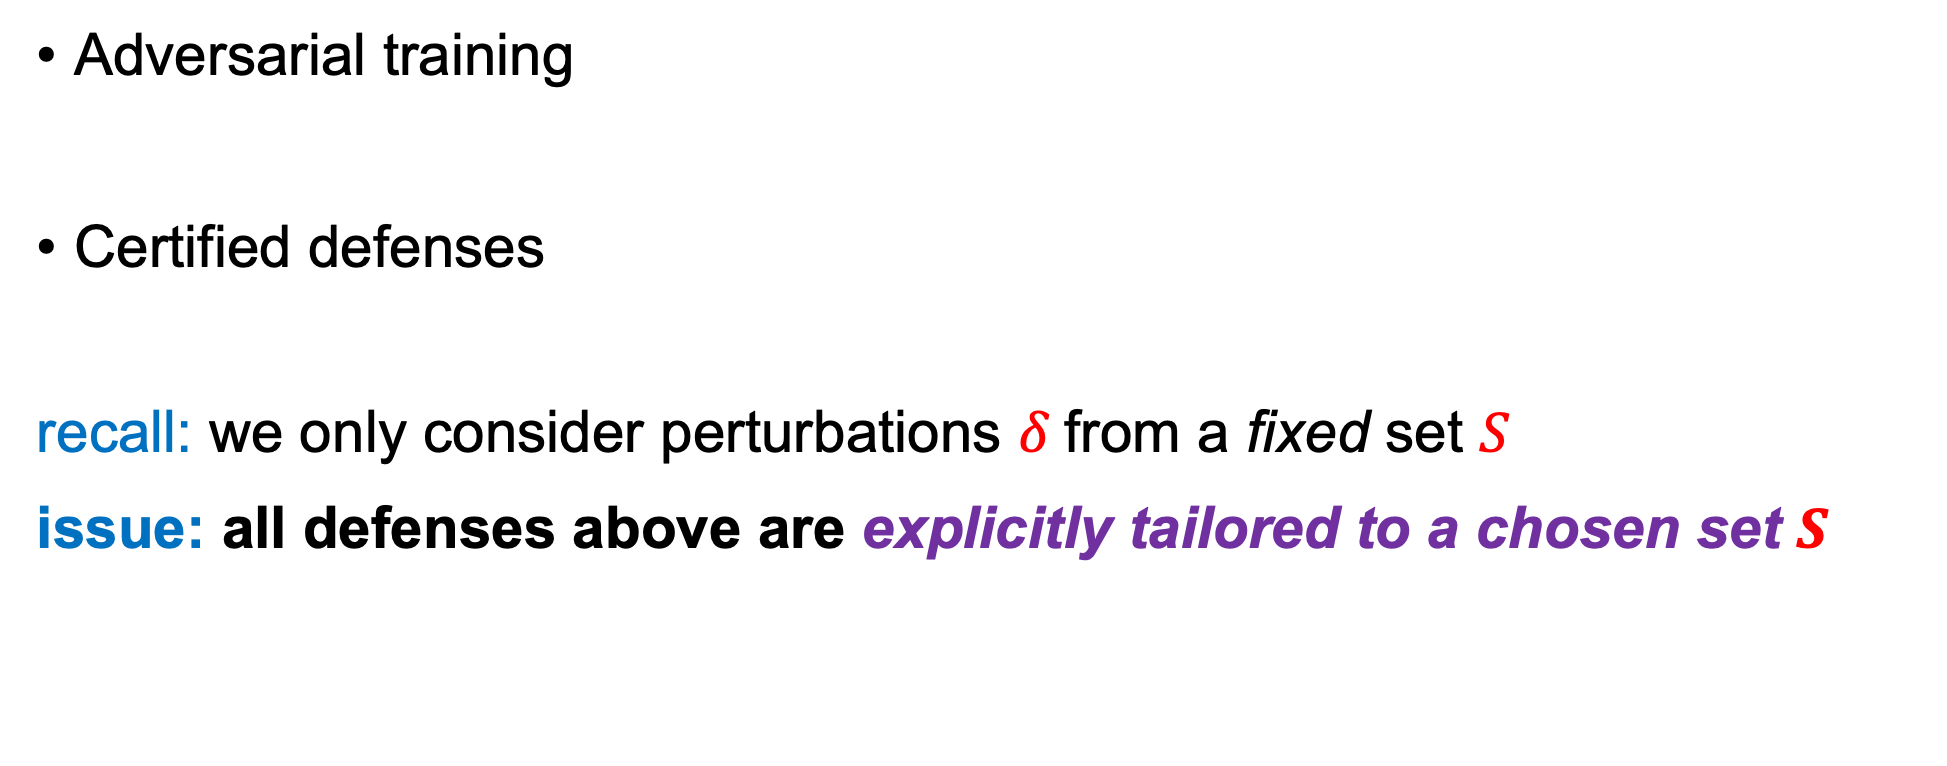 • Adversarial training
• Certified defenses
recall: we only consider perturbations δ from a fixed set S
issue: all defenses above are explicitly tailored to a chosen set S